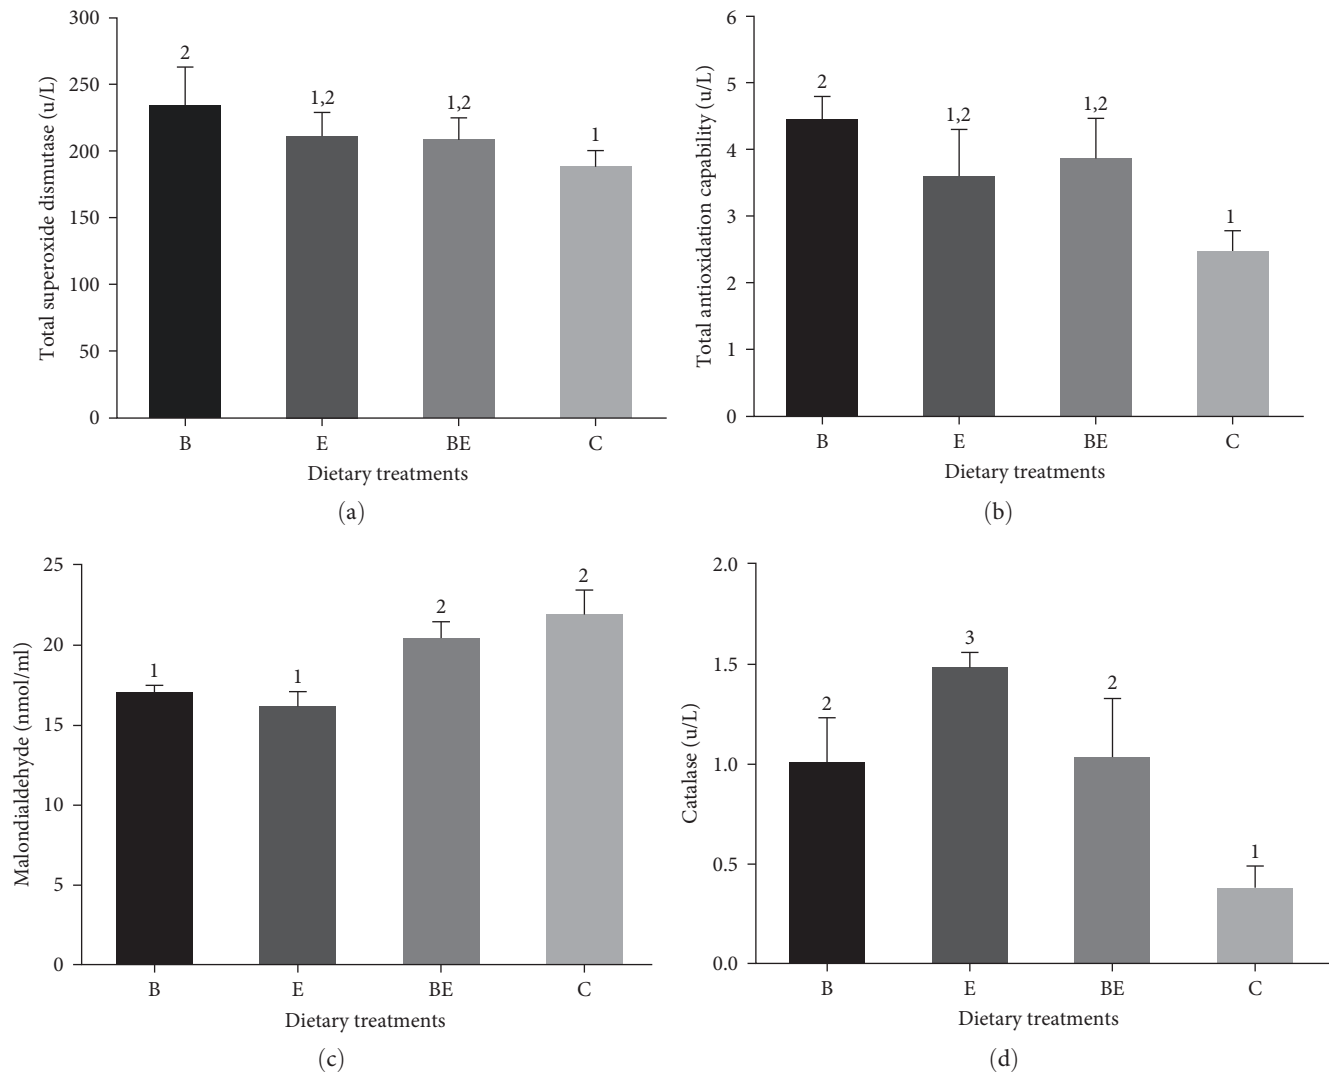 Total superoxide dismutase (u/L)
300
250
200
150
100
50
0
2
1,2
1,2
1
B E BE C
Dietary treatments
(a)
Total antioxidation capability (u/L)
6
5
4
3
2
1
0
2
1,2
1,2
1
B E BE C
Dietary treatments
(b)
Malondialdehyde (nmol/ml)
25
20
15
10
5
0
1
1
2
2
B E BE C
Dietary treatments
(c)
Catalase (u/L)
2.0
1.5
1.0
0.5
0.0
2
3
2
1
B E BE C
Dietary treatments
(d)